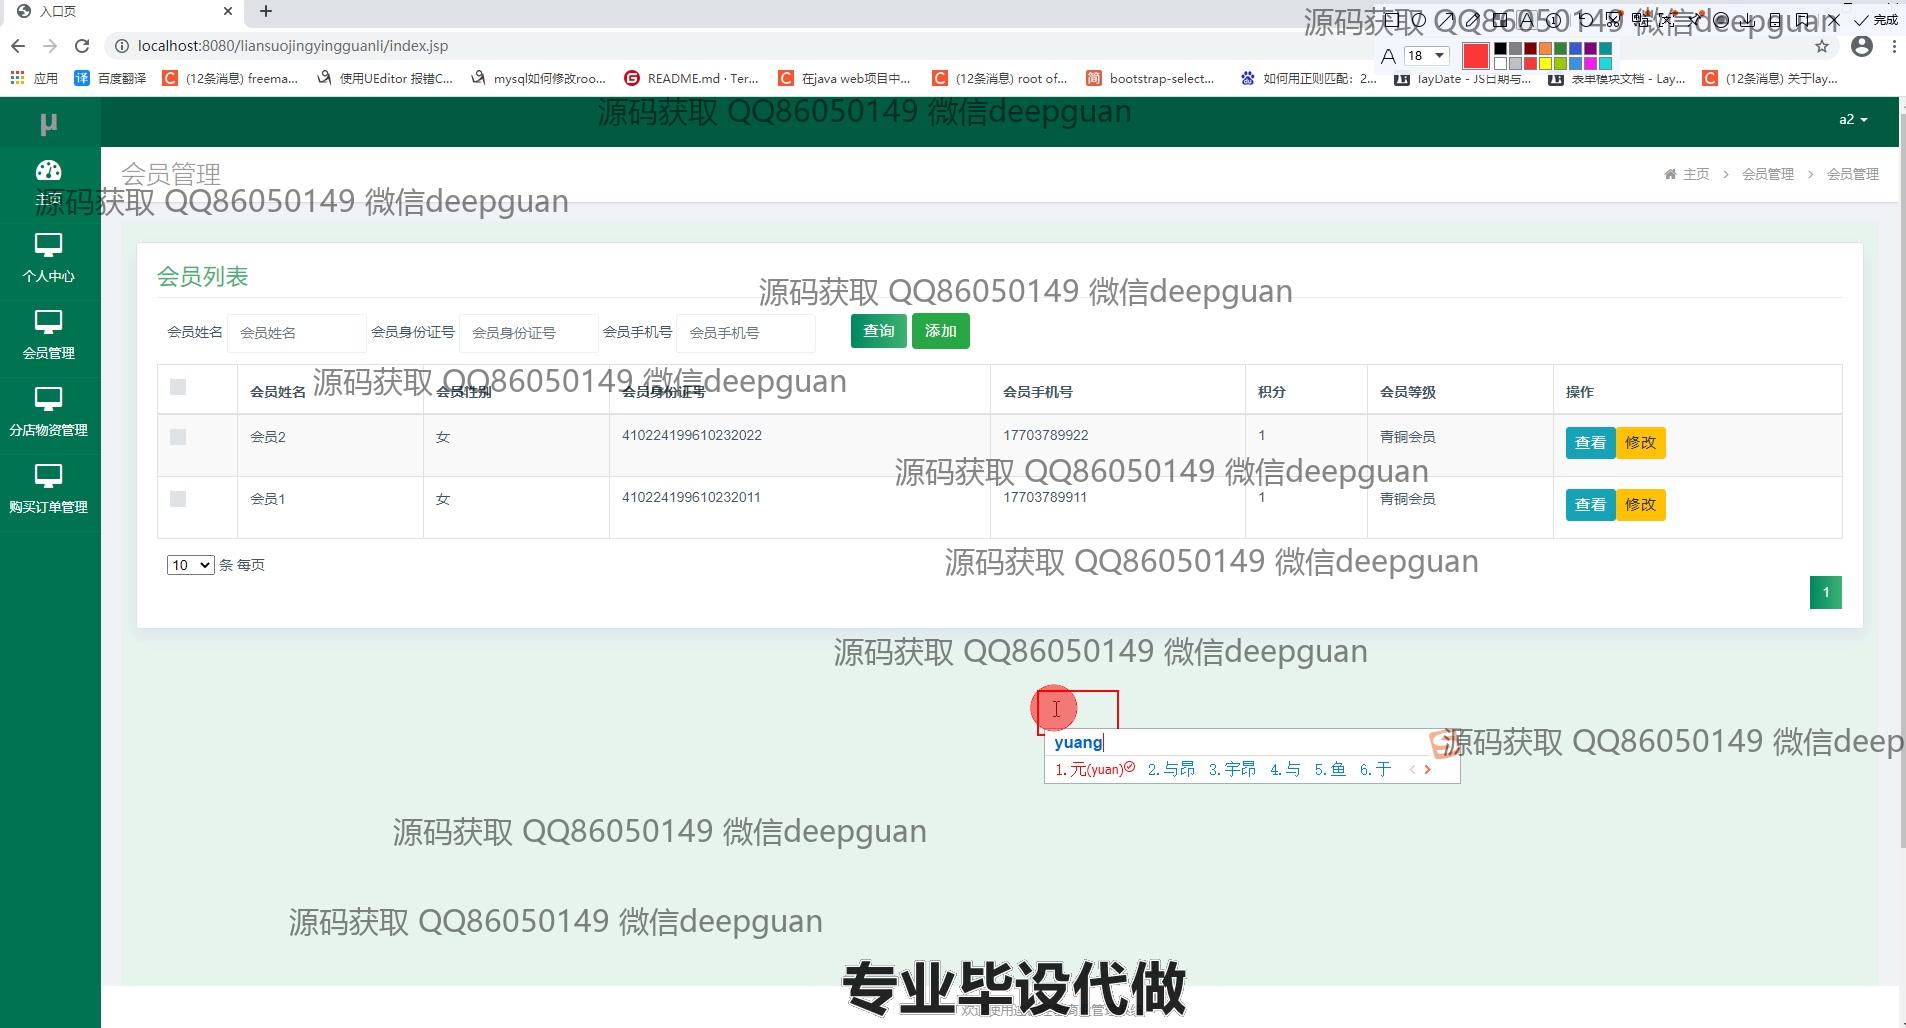 入口页
源码获取 QQ86050149 微信deepguan
完成
localhost:8080/liansuojingyingguanli/index.jsp
A 18
应用 百度翻译 (12条消息) freema... 使用UEditor 报错C... mysql如何修改roo... README.md · Ter... 在java web项目中... (12条消息) root of... bootstrap-select... 如何用正则匹配：2... layDate - JS日期与... 表单模块文档 - Lay... (12条消息) 关于lay...
源码获取 QQ86050149 微信deepguan
μ
a2
会员管理
主页 > 会员管理 > 会员管理
主页
源码获取 QQ86050149 微信deepguan
个人中心
会员管理
分店物资管理
购买订单管理
会员列表
源码获取 QQ86050149 微信deepguan
会员姓名 会员姓名 会员身份证号 会员身份证号 会员手机号 会员手机号 查询 添加
源码获取 QQ86050149 微信deepguan
会员姓名 会员性别 会员身份证号 会员手机号 积分 会员等级 操作
会员2 女 410224199610232022 17703789922 1 青铜会员 查看 修改
源码获取 QQ86050149 微信deepguan
会员1 女 410224199610232011 17703789911 1 青铜会员 查看 修改
10 条 每页
源码获取 QQ86050149 微信deepguan
1
源码获取 QQ86050149 微信deepguan
yuang
源码获取 QQ86050149 微信deep
1.元(yuan) 2.与昂 3.宇昂 4.与 5.鱼 6.于
源码获取 QQ86050149 微信deepguan
源码获取 QQ86050149 微信deepguan
专业毕设代做